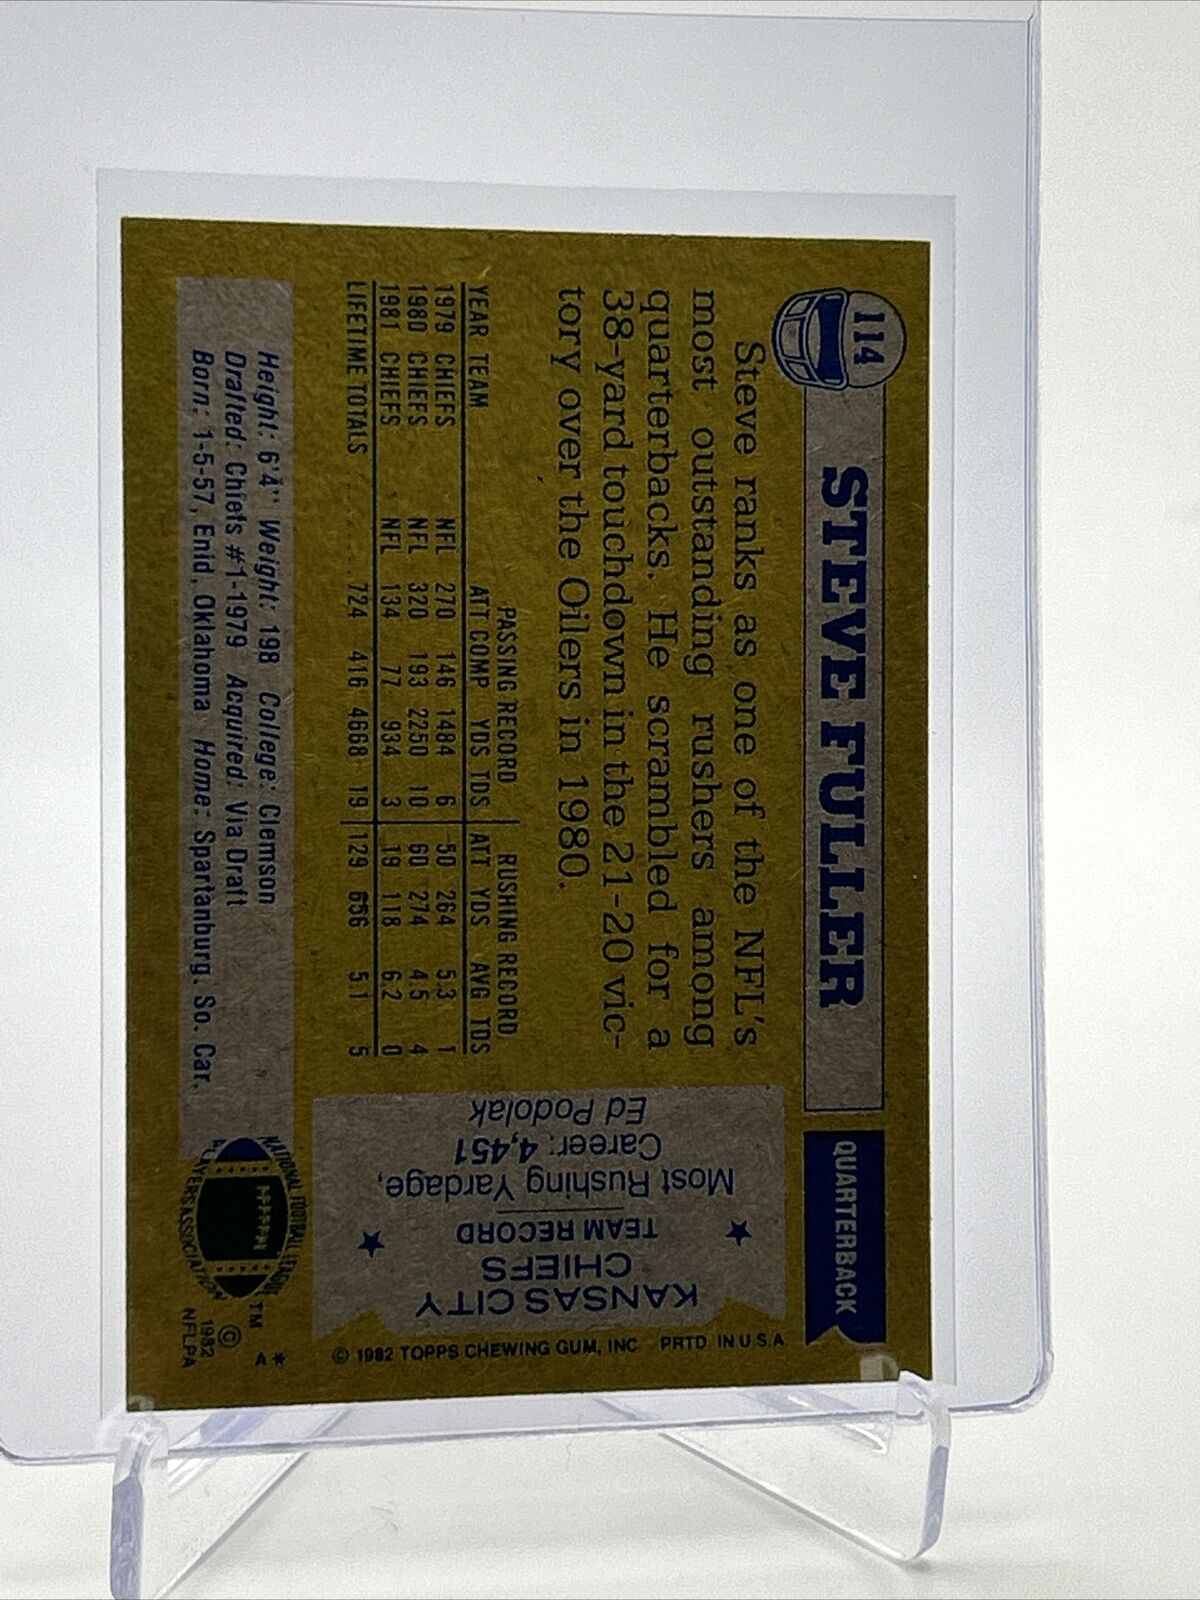 114
STEVE FULLER
QUARTERBACK
Steve ranks as one of the NFL's
most outstanding rushers among
quarterbacks. He scrambled for a
38-yard touchdown in the 21-20 vic-
tory over the Oilers in 1980.
PASSING RECORD RUSHING RECORD
YEAR TEAM ATT COMP YDS TDS ATT YDS AVG TDS
1979 CHIEFS NFL 270 146 1484 6 50 264 5.3 1
1980 CHIEFS NFL 320 193 2250 10 60 274 4.5 4
1981 CHIEFS NFL 134 77 934 3 19 118 6.2 0
LIFETIME TOTALS 724 416 4668 19 129 656 5.1 5
Height: 6'4" Weight: 198 College: Clemson
Drafted: Chiefs #1-1979 Acquired: Via Draft
Born: 1-5-57, Enid, Oklahoma Home: Spartanburg, So. Car.
KANSAS CITY
CHIEFS
TEAM RECORD
Most Rushing Yardage,
Career: 4,451
Ed Podolak
NATIONAL FOOTBALL LEAGUE
PLAYERS ASSOCIATION
TM
©
1982
NFLPA
A*
© 1982 TOPPS CHEWING GUM, INC PRTD IN U.S.A.